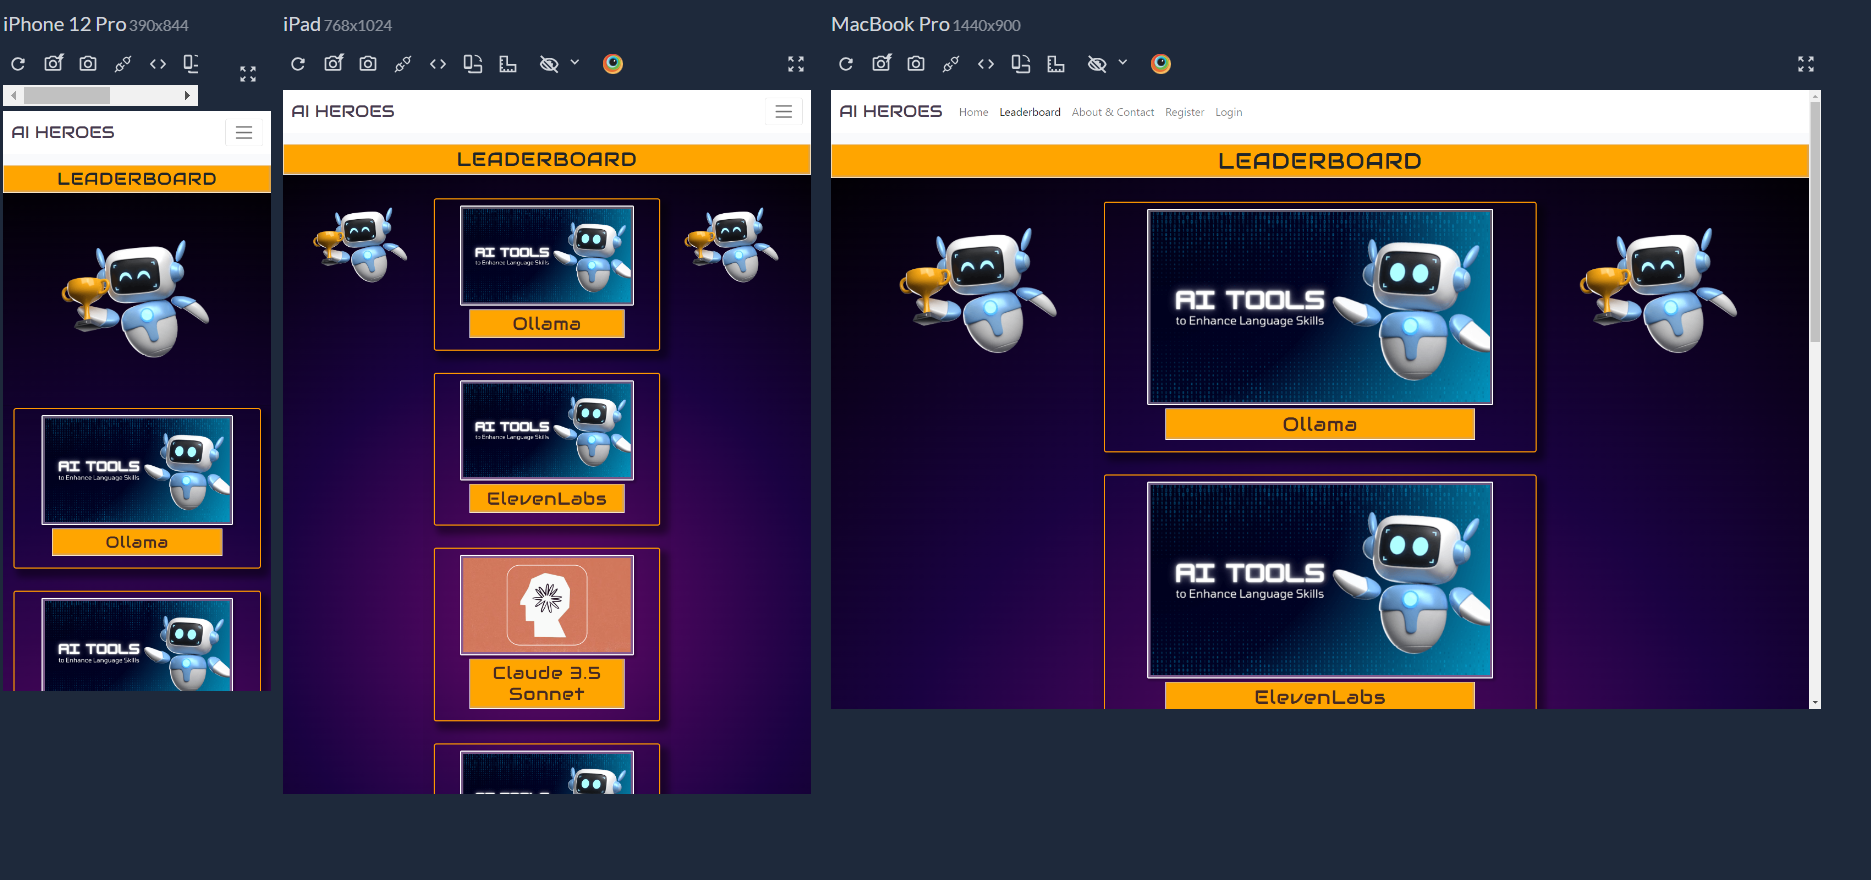 iPhone 12 Pro 390x844
AI HEROES
LEADERBOARD
AI TOOLS
to Enhance Language Skills
Ollama
AI TOOLS
to Enhance Language Skills
iPad 768x1024
AI HEROES
LEADERBOARD
AI TOOLS
to Enhance Language Skills
Ollama
AI TOOLS
to Enhance Language Skills
ElevenLabs
Claude 3.5
Sonnet
MacBook Pro 1440x900
AI HEROES Home Leaderboard About & Contact Register Login
LEADERBOARD
AI TOOLS
to Enhance Language Skills
Ollama
AI TOOLS
to Enhance Language Skills
ElevenLabs